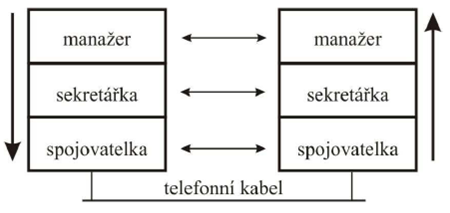 manažer manažer
sekretářka sekretářka
spojovatelka spojovatelka
telefonní kabel